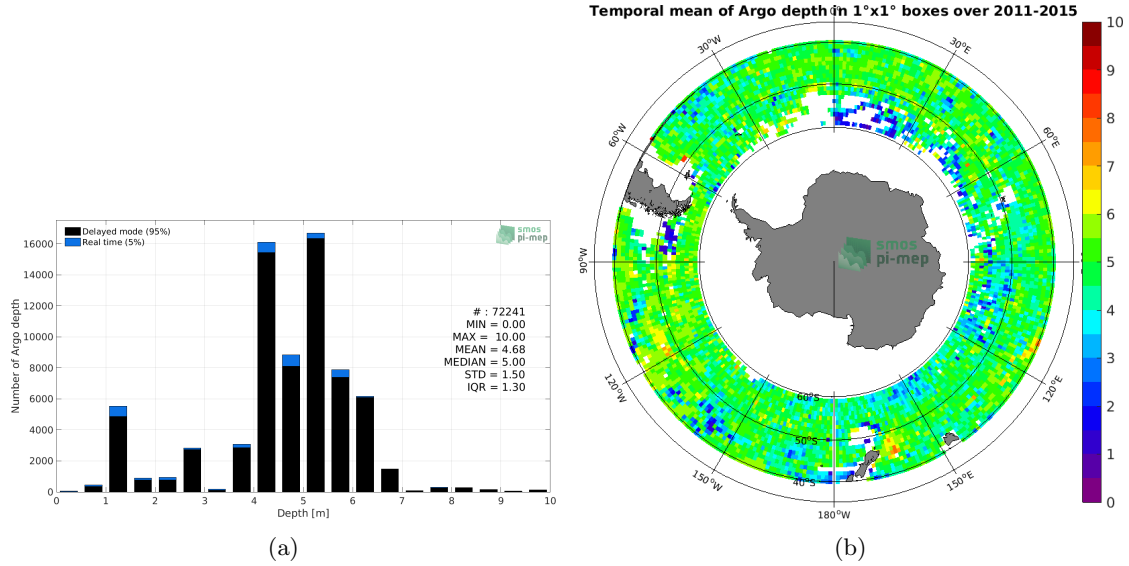 Delayed mode (95%)
Real time (5%)
smos
pi-mep
16000
14000
12000
10000
8000
6000
4000
2000
0
Number of Argo depth
# : 72241
MIN = 0.00
MAX = 10.00
MEAN = 4.68
MEDIAN = 5.00
STD = 1.50
IQR = 1.30
0 1 2 3 4 5 6 7 8 9 10
Depth [m]
(a)
Temporal mean of Argo depth in 1°x1° boxes over 2011-2015
0°
30°W
30°E
60°W
60°E
90°W
120°W
120°E
150°W
150°E
180°W
60°S
50°S
40°S
smos
pi-mep
10
9
8
7
6
5
4
3
2
1
0
(b)